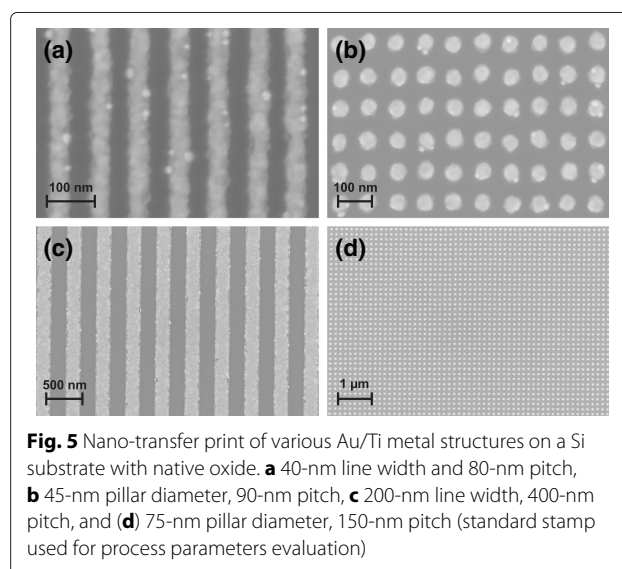 (a)
(b)
100 nm
100 nm
(c)
(d)
500 nm
1 µm
Fig. 5 Nano-transfer print of various Au/Ti metal structures on a Si
substrate with native oxide. a 40-nm line width and 80-nm pitch,
b 45-nm pillar diameter, 90-nm pitch, c 200-nm line width, 400-nm
pitch, and (d) 75-nm pillar diameter, 150-nm pitch (standard stamp
used for process parameters evaluation)